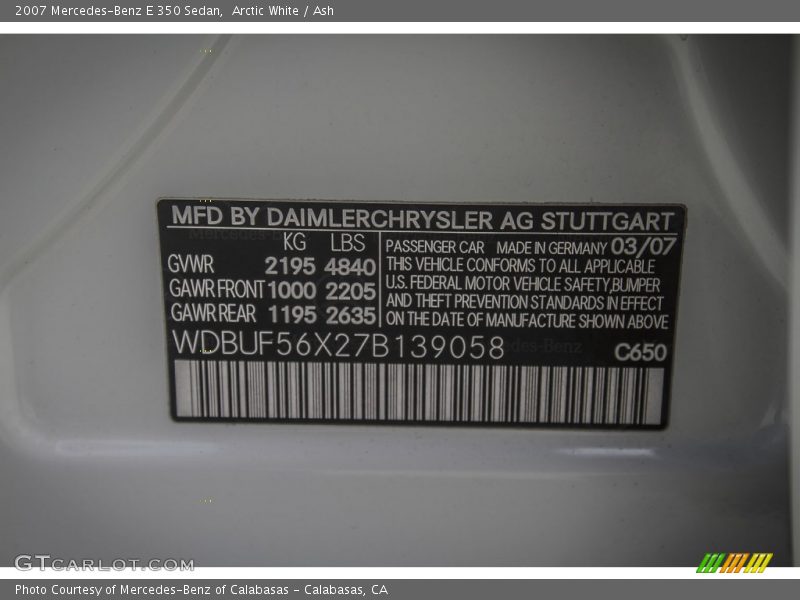 2007 Mercedes-Benz E 350 Sedan, Arctic White / Ash
MFD BY DAIMLERCHRYSLER AG STUTTGART
KG LBS
GVWR 2195 4840
GAWR FRONT 1000 2205
GAWR REAR 1195 2635
PASSENGER CAR MADE IN GERMANY 03/07
THIS VEHICLE CONFORMS TO ALL APPLICABLE
U.S. FEDERAL MOTOR VEHICLE SAFETY,BUMPER
AND THEFT PREVENTION STANDARDS IN EFFECT
ON THE DATE OF MANUFACTURE SHOWN ABOVE
WDBUF56X27B139058
C650
GTCARLOT.COM
Photo Courtesy of Mercedes-Benz of Calabasas - Calabasas, CA